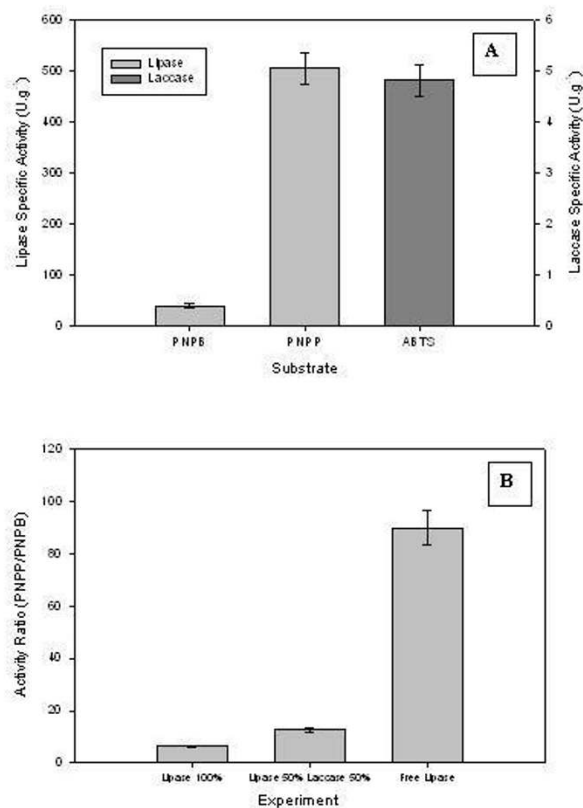 A
Lipase
Laccase
600
500
400
300
200
100
0
6
5
4
3
2
1
0
Lipase Specific Activity (U.g⁻¹)
Laccase Specific Activity (U.g⁻¹)
PNPB PNPP ABTS
Substrate
B
120
100
80
60
40
20
0
Activity Ratio (PNPP/PNPB)
Lipase 100% Lipase 50% Laccase 50% Free Lipase
Experiment